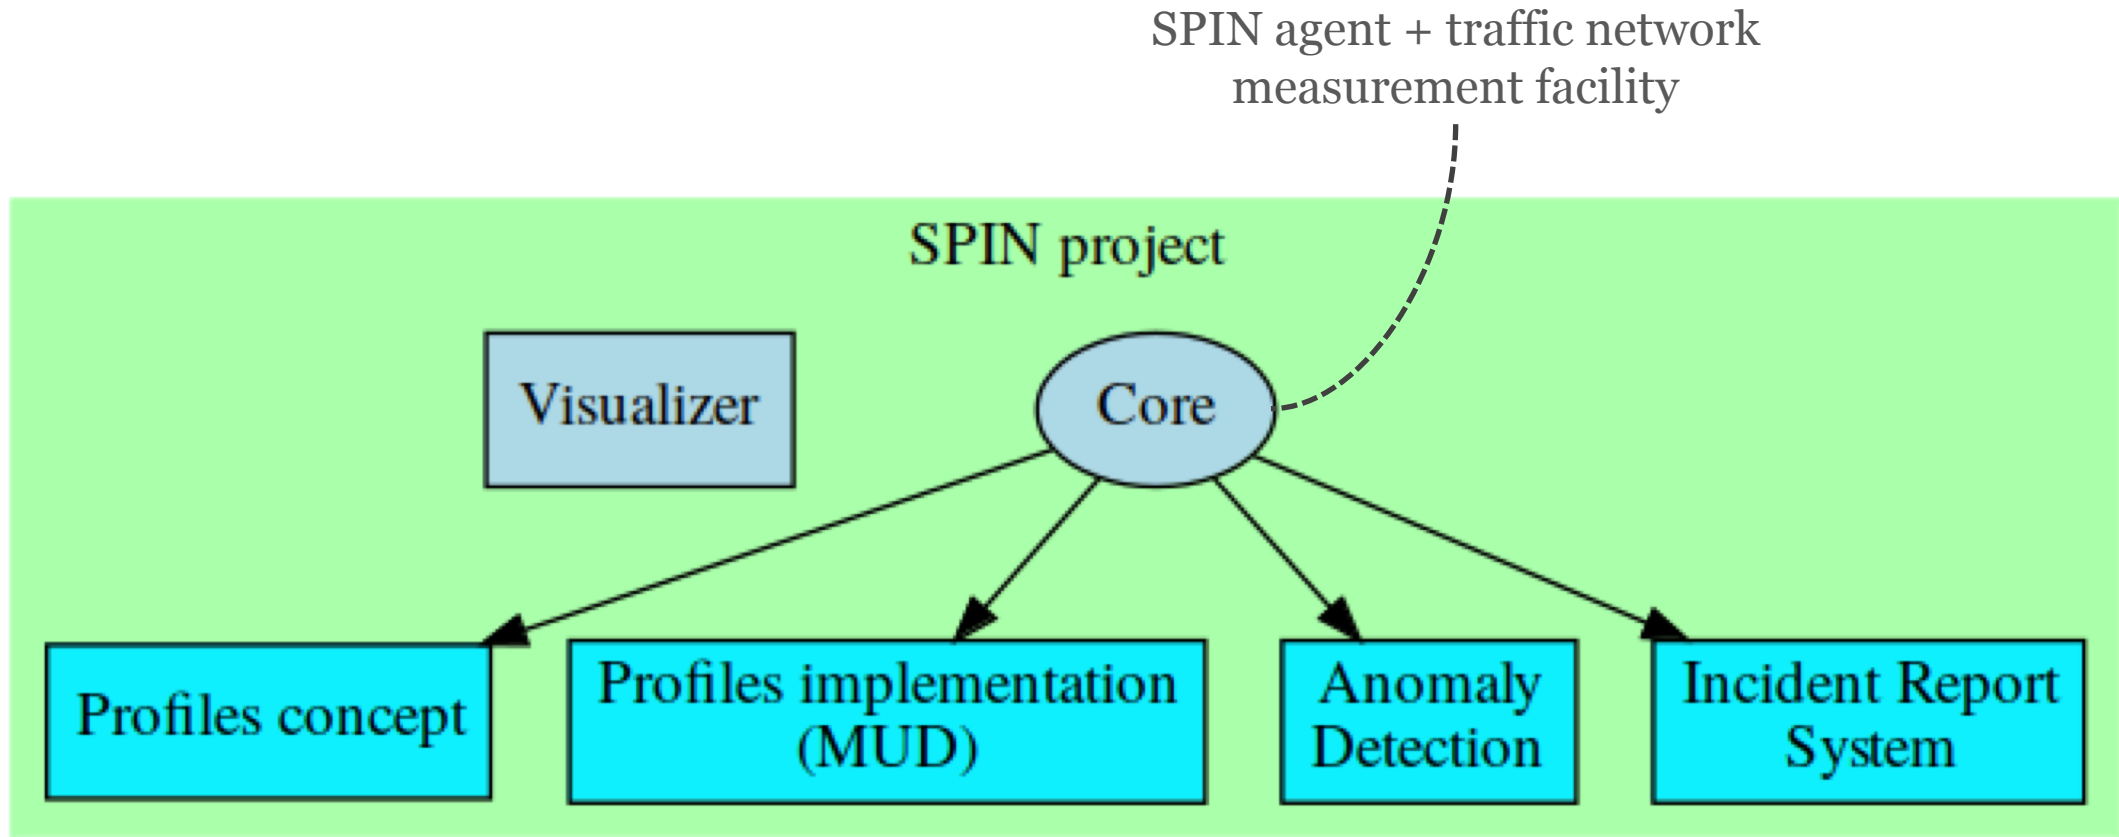 SPIN agent + traffic network
measurement facility
SPIN project
Visualizer
Core
Profiles concept
Profiles implementation
(MUD)
Anomaly
Detection
Incident Report
System